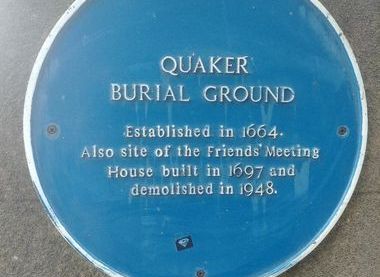 QUAKER
BURIAL GROUND
Established in 1664.
Also site of the Friends' Meeting
House built in 1697 and
demolished in 1948.